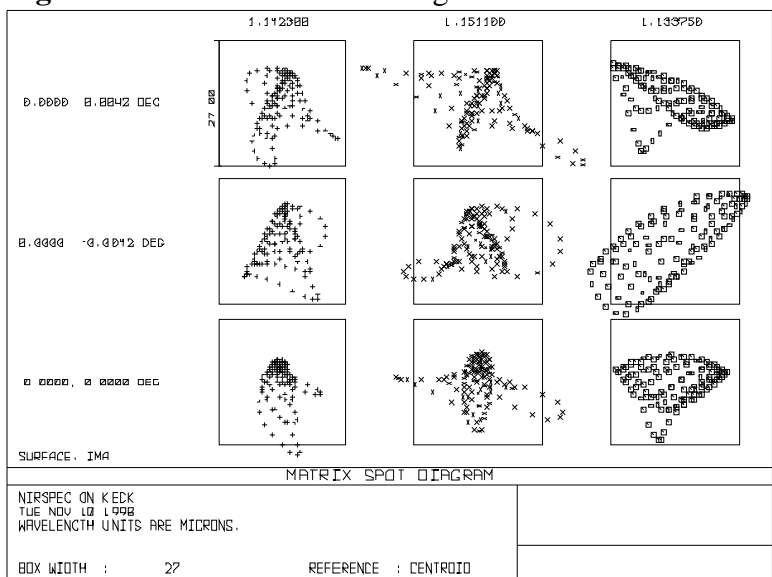 1.142300 1.151100 1.133750
27.00
0.0000 0.0042 DEG
0.0000 -0.0042 DEG
0.0000, 0.0000 DEG
SURFACE. IMA
MATRIX SPOT DIAGRAM
NIRSPEC ON KECK
TUE NOV 10 1998
WAVELENGTH UNITS ARE MICRONS.
BOX WIDTH : 27 REFERENCE : CENTROID